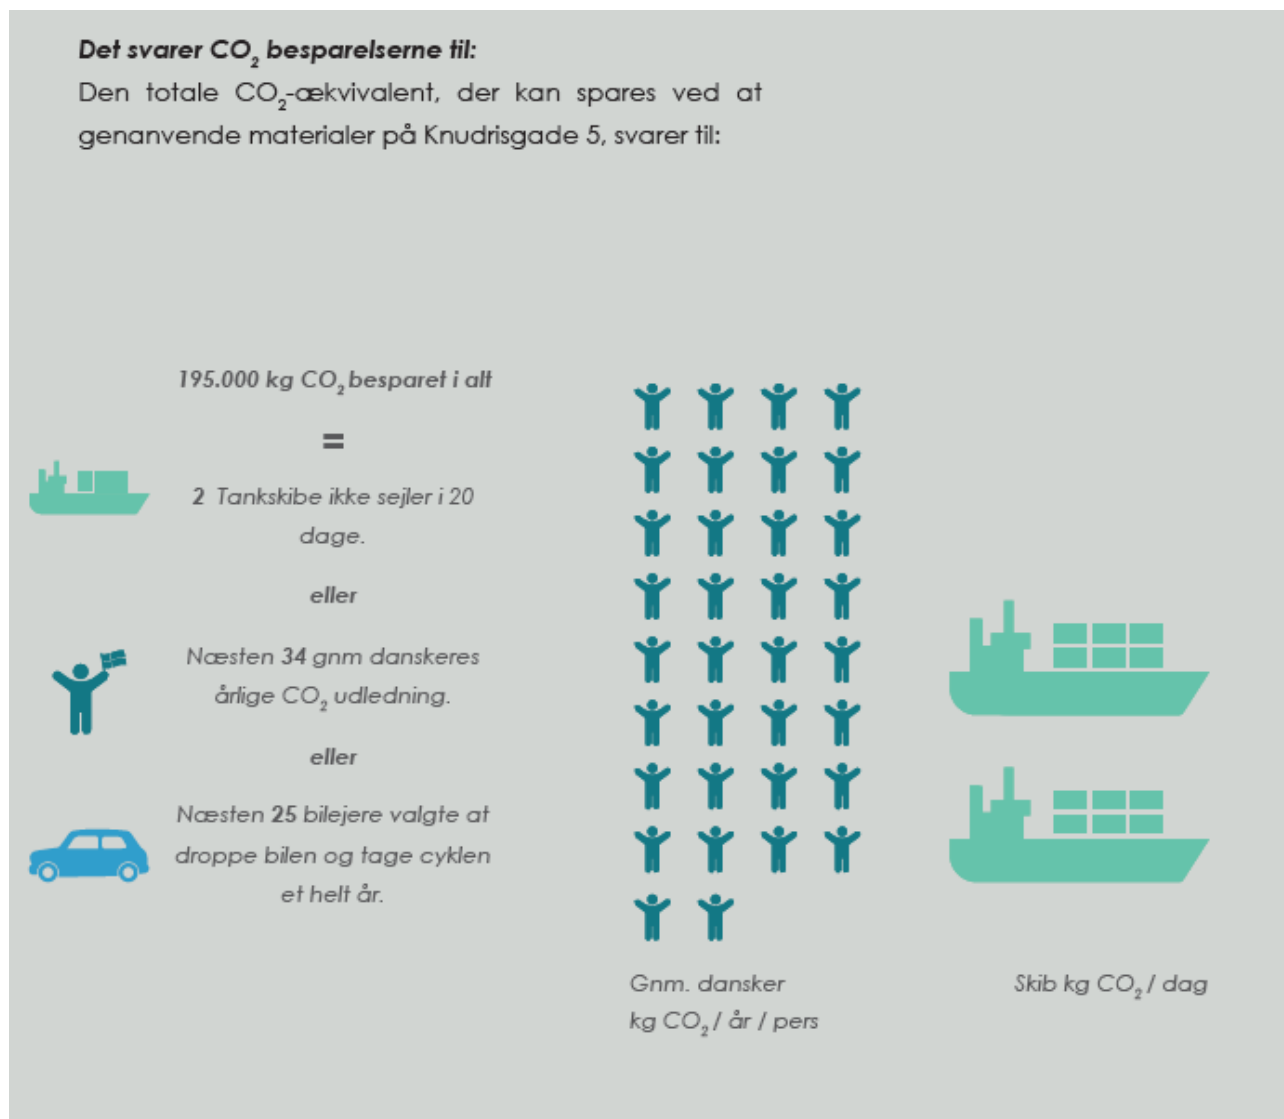 Det svarer CO₂ besparelserne til:
Den totale CO₂-ækvivalent, der kan spares ved at
genanvende materialer på Knudrisgade 5, svarer til:
195.000 kg CO₂ besparet i alt
=
2 Tankskibe ikke sejler i 20
dage.
eller
Næsten 34 gnm danskeres
årlige CO₂ udledning.
eller
Næsten 25 bilejere valgte at
droppe bilen og tage cyklen
et helt år.
Gnm. dansker
kg CO₂ / år / pers
Skib kg CO₂ / dag